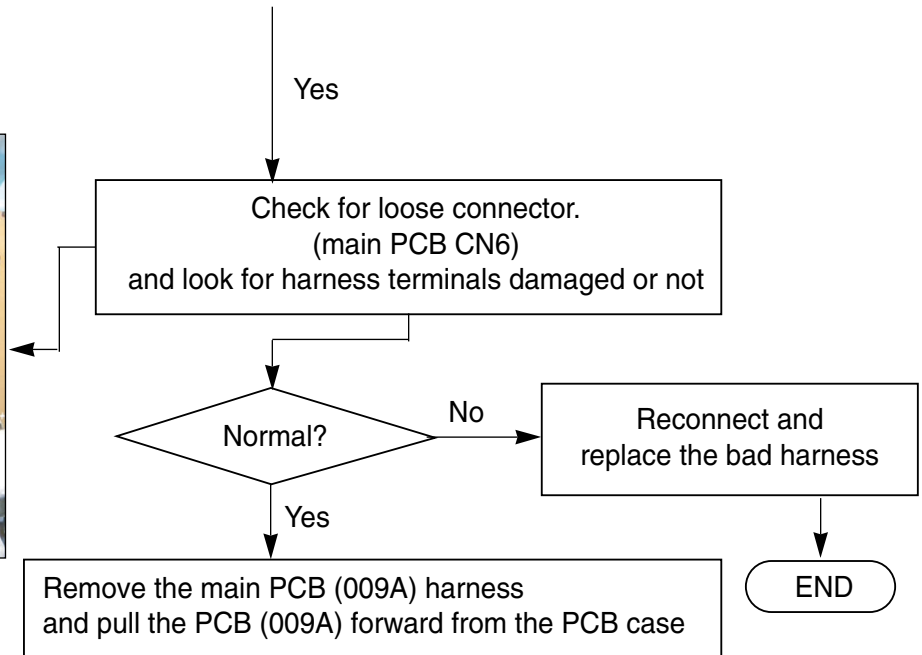 Yes
Check for loose connector.
(main PCB CN6)
and look for harness terminals damaged or not
Normal?
No
Reconnect and
replace the bad harness
Yes
END
Remove the main PCB (009A) harness
and pull the PCB (009A) forward from the PCB case